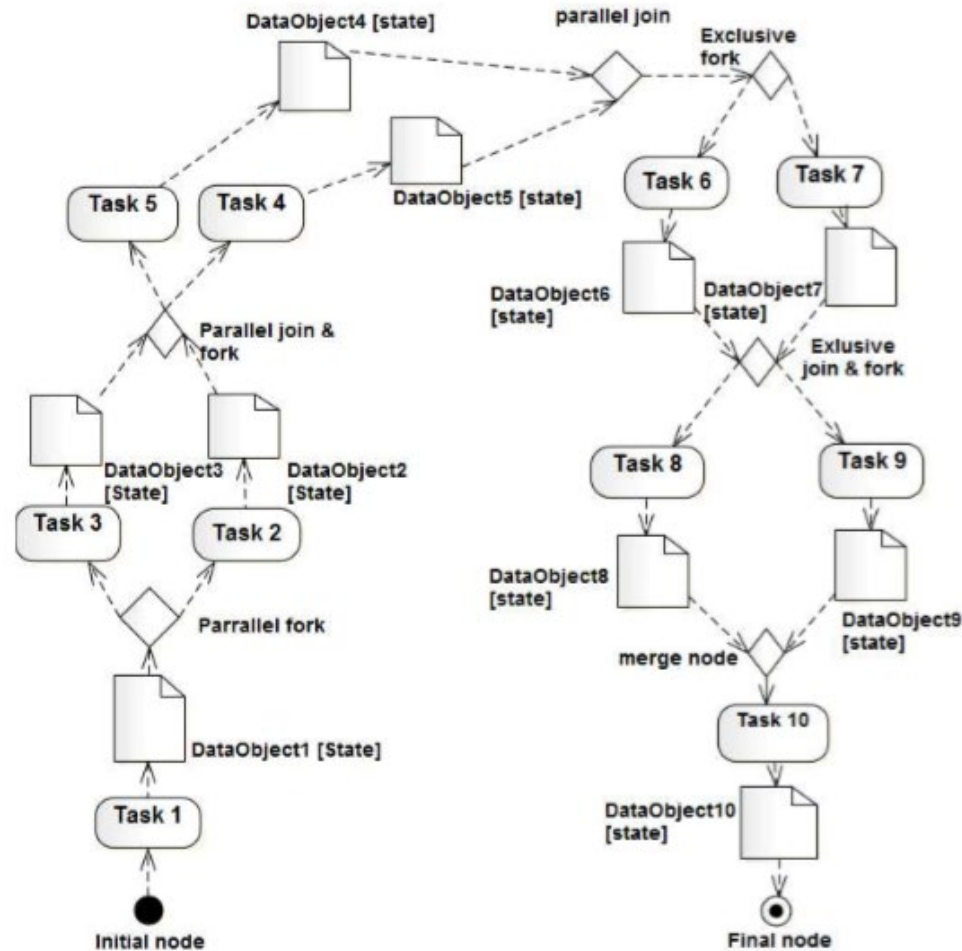 DataObject4 [state]
parallel join
Exclusive
fork
Task 5
Task 4
DataObject5 [state]
Task 6
Task 7
DataObject6
[state]
DataObject7
[state]
Parallel join &
fork
Exlusive
join & fork
DataObject3
[State]
DataObject2
[State]
Task 8
Task 9
Task 3
Task 2
DataObject8
[state]
DataObject9
[state]
Parrallel fork
merge node
Task 10
DataObject1 [State]
Task 1
DataObject10
[state]
Initial node
Final node